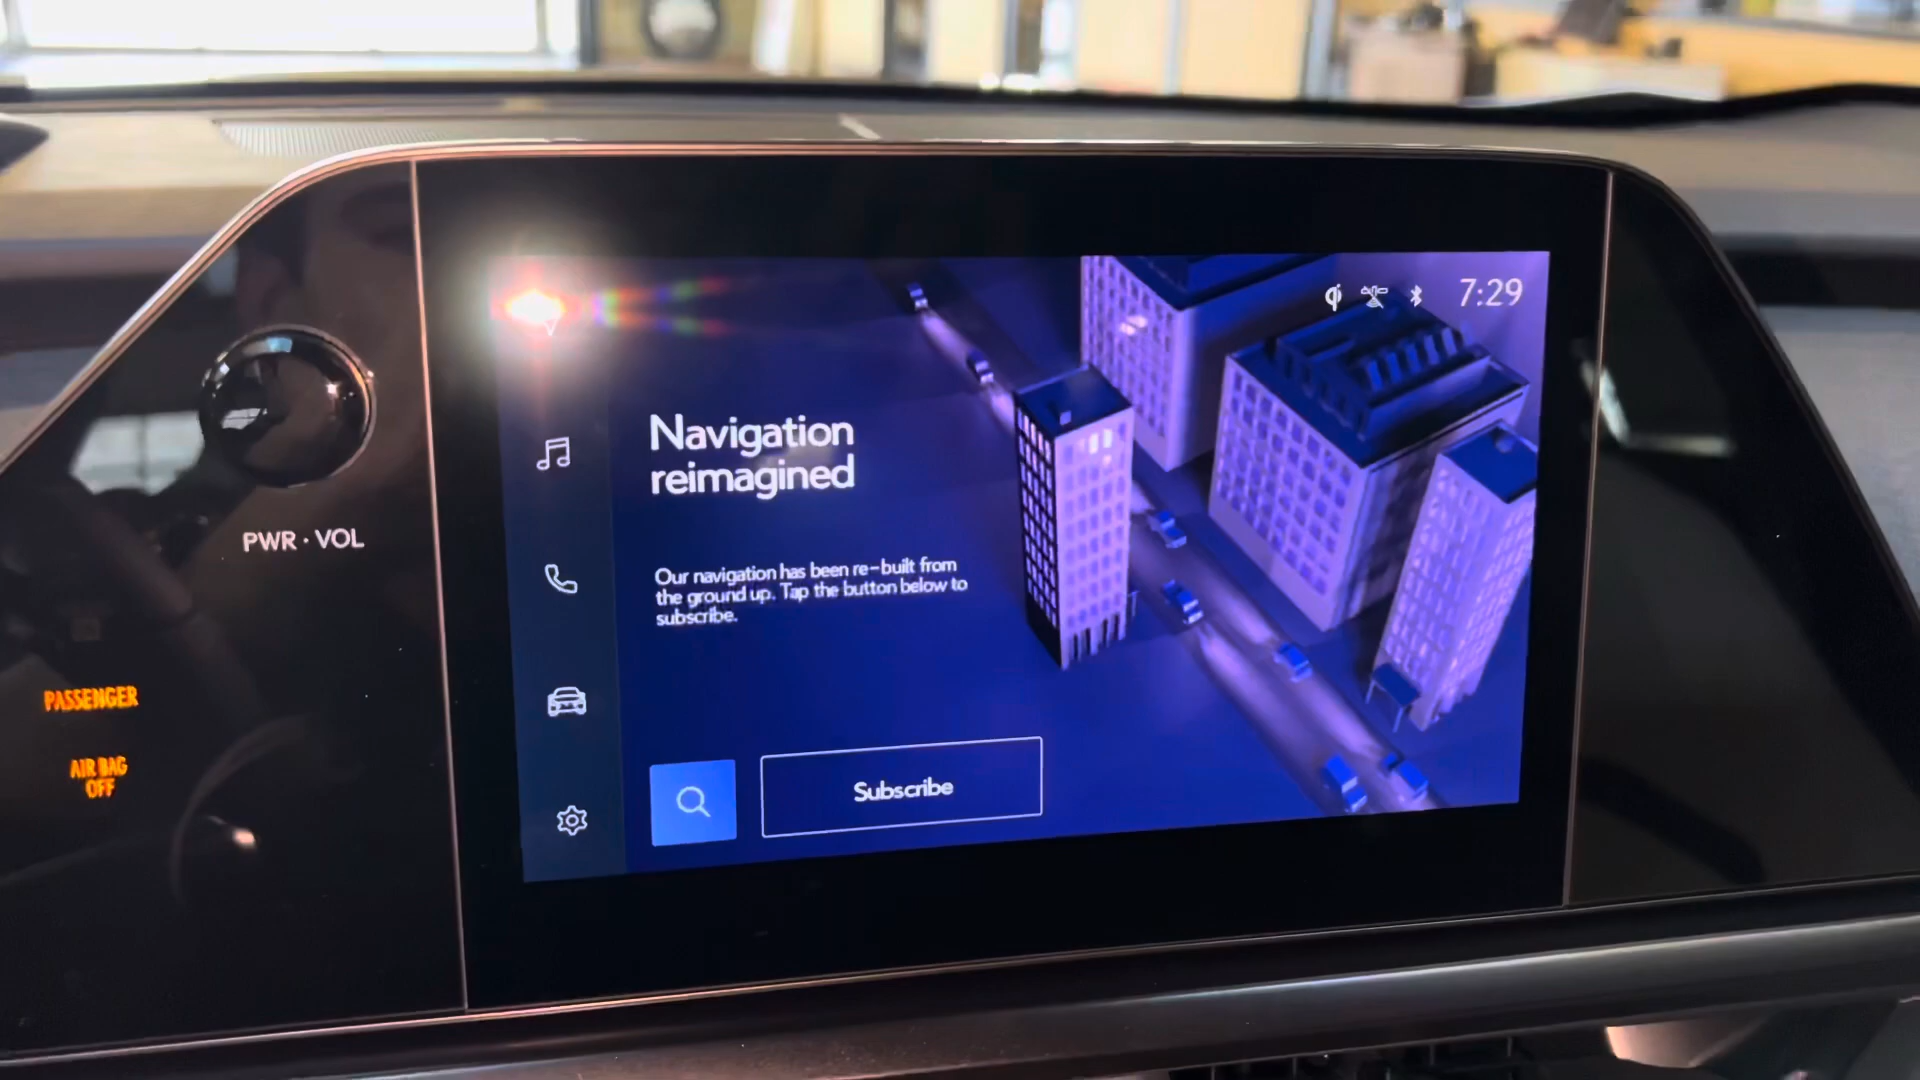 7:29
Navigation
reimagined
PWR · VOL
Our navigation has been re-built from
the ground up. Tap the button below to
subscribe.
PASSENGER
AIR BAG
OFF
Subscribe